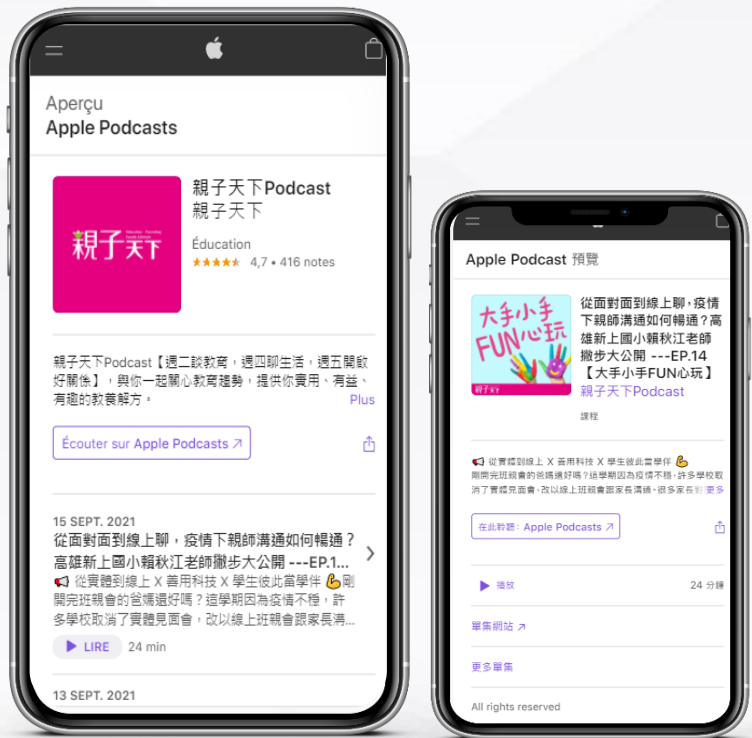 Aperçu
Apple Podcasts
親子天下
親子天下Podcast
親子天下
Éducation
4,7 • 416 notes
親子天下Podcast【週二談教育，週四聊生活，週五開啟
好關係】，與你一起關心教育趨勢，提供你實用、有益、
有趣的教養解方。
Plus
Écouter sur Apple Podcasts ↗
15 SEPT. 2021
從面對面到線上聊，疫情下親師溝通如何暢通？
高雄新上國小賴秋江老師撇步大公開 ---EP.1...
📢 從實體到線上 X 善用科技 X 學生彼此當學伴 💪剛
開完班親會的爸媽還好嗎？這學期因為疫情不穩，許
多學校取消了實體見面會，改以線上班親會跟家長溝...
LIRE 24 min
13 SEPT. 2021
Apple Podcast 預覽
大手小手
FUN心玩
親子天下
從面對面到線上聊，疫情
下親師溝通如何暢通？高
雄新上國小賴秋江老師
撇步大公開 ---EP.14
【大手小手FUN心玩】
親子天下Podcast
課程
📢 從實體到線上 X 善用科技 X 學生彼此當學伴 💪
剛開完班親會的爸媽還好嗎？這學期因為疫情不穩，許多學校取
消了實體見面會，改以線上班親會跟家長溝通。很多家長對 更多
在此聆聽：Apple Podcasts ↗
播放 24 分鐘
單集網站 ↗
更多單集
All rights reserved